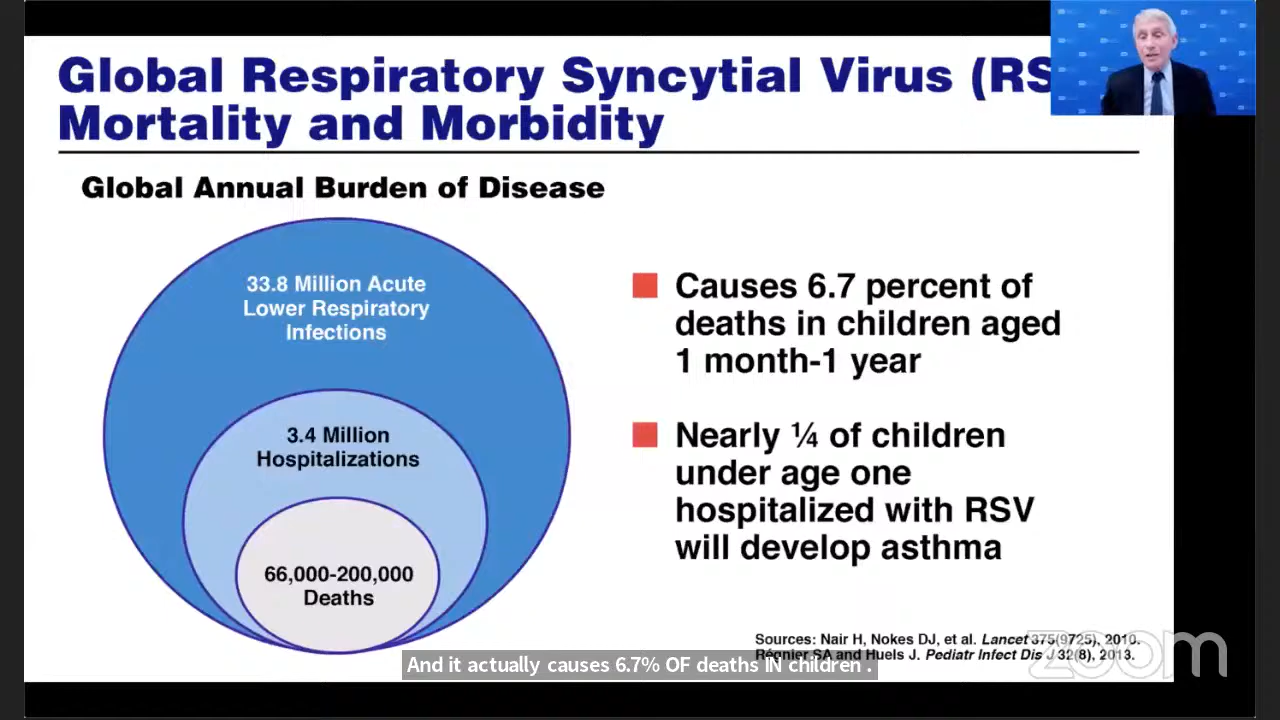 Global Respiratory Syncytial Virus (RS
Mortality and Morbidity
Global Annual Burden of Disease
33.8 Million Acute
Lower Respiratory
Infections
3.4 Million
Hospitalizations
66,000-200,000
Deaths
Causes 6.7 percent of
deaths in children aged
1 month-1 year
Nearly ¼ of children
under age one
hospitalized with RSV
will develop asthma
Sources: Nair H, Nokes DJ, et al. Lancet 375(9725), 2010.
Régnier SA and Huels J. Pediatr Infect Dis J 32(8), 2013.
And it actually causes 6.7% OF deaths IN children .
zoom